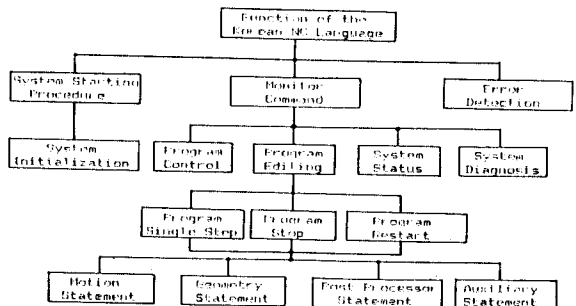 Function of the
Korean NC Language
System Starting
Procedure
Monitor
Command
Error
Detection
System
Initialization
Program
Control
Program
Editing
System
Status
System
Diagnosis
Program
Single Step
Program
Stop
Program
Restart
Motion
Statement
Geometry
Statement
Post Processor
Statement
Auxiliary
Statement